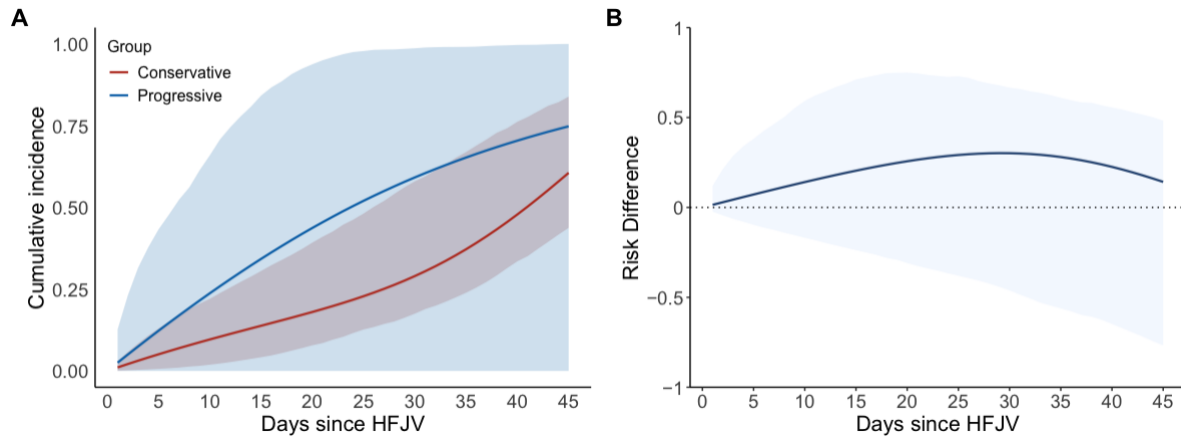 A
Cumulative incidence
1.00
0.75
0.50
0.25
0.00
Group
Conservative
Progressive
0 5 10 15 20 25 30 35 40 45
Days since HFJV
B
Risk Difference
1
0.5
0
−0.5
−1
0 5 10 15 20 25 30 35 40 45
Days since HFJV